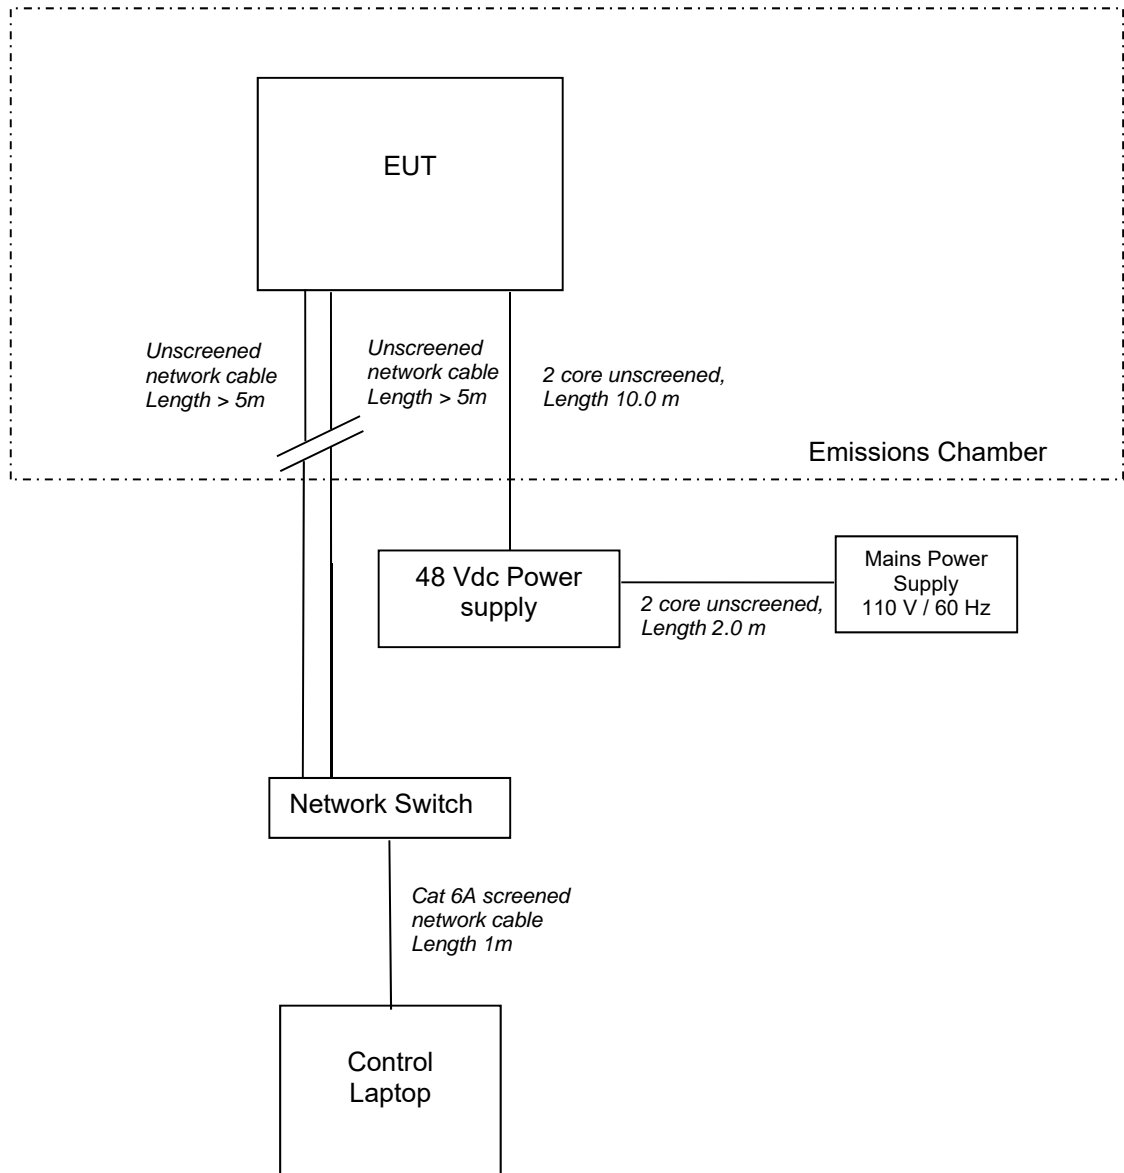 EUT
Unscreened
network cable
Length > 5m
Unscreened
network cable
Length > 5m
2 core unscreened,
Length 10.0 m
Emissions Chamber
48 Vdc Power
supply
2 core unscreened,
Length 2.0 m
Mains Power
Supply
110 V / 60 Hz
Network Switch
Cat 6A screened
network cable
Length 1m
Control
Laptop